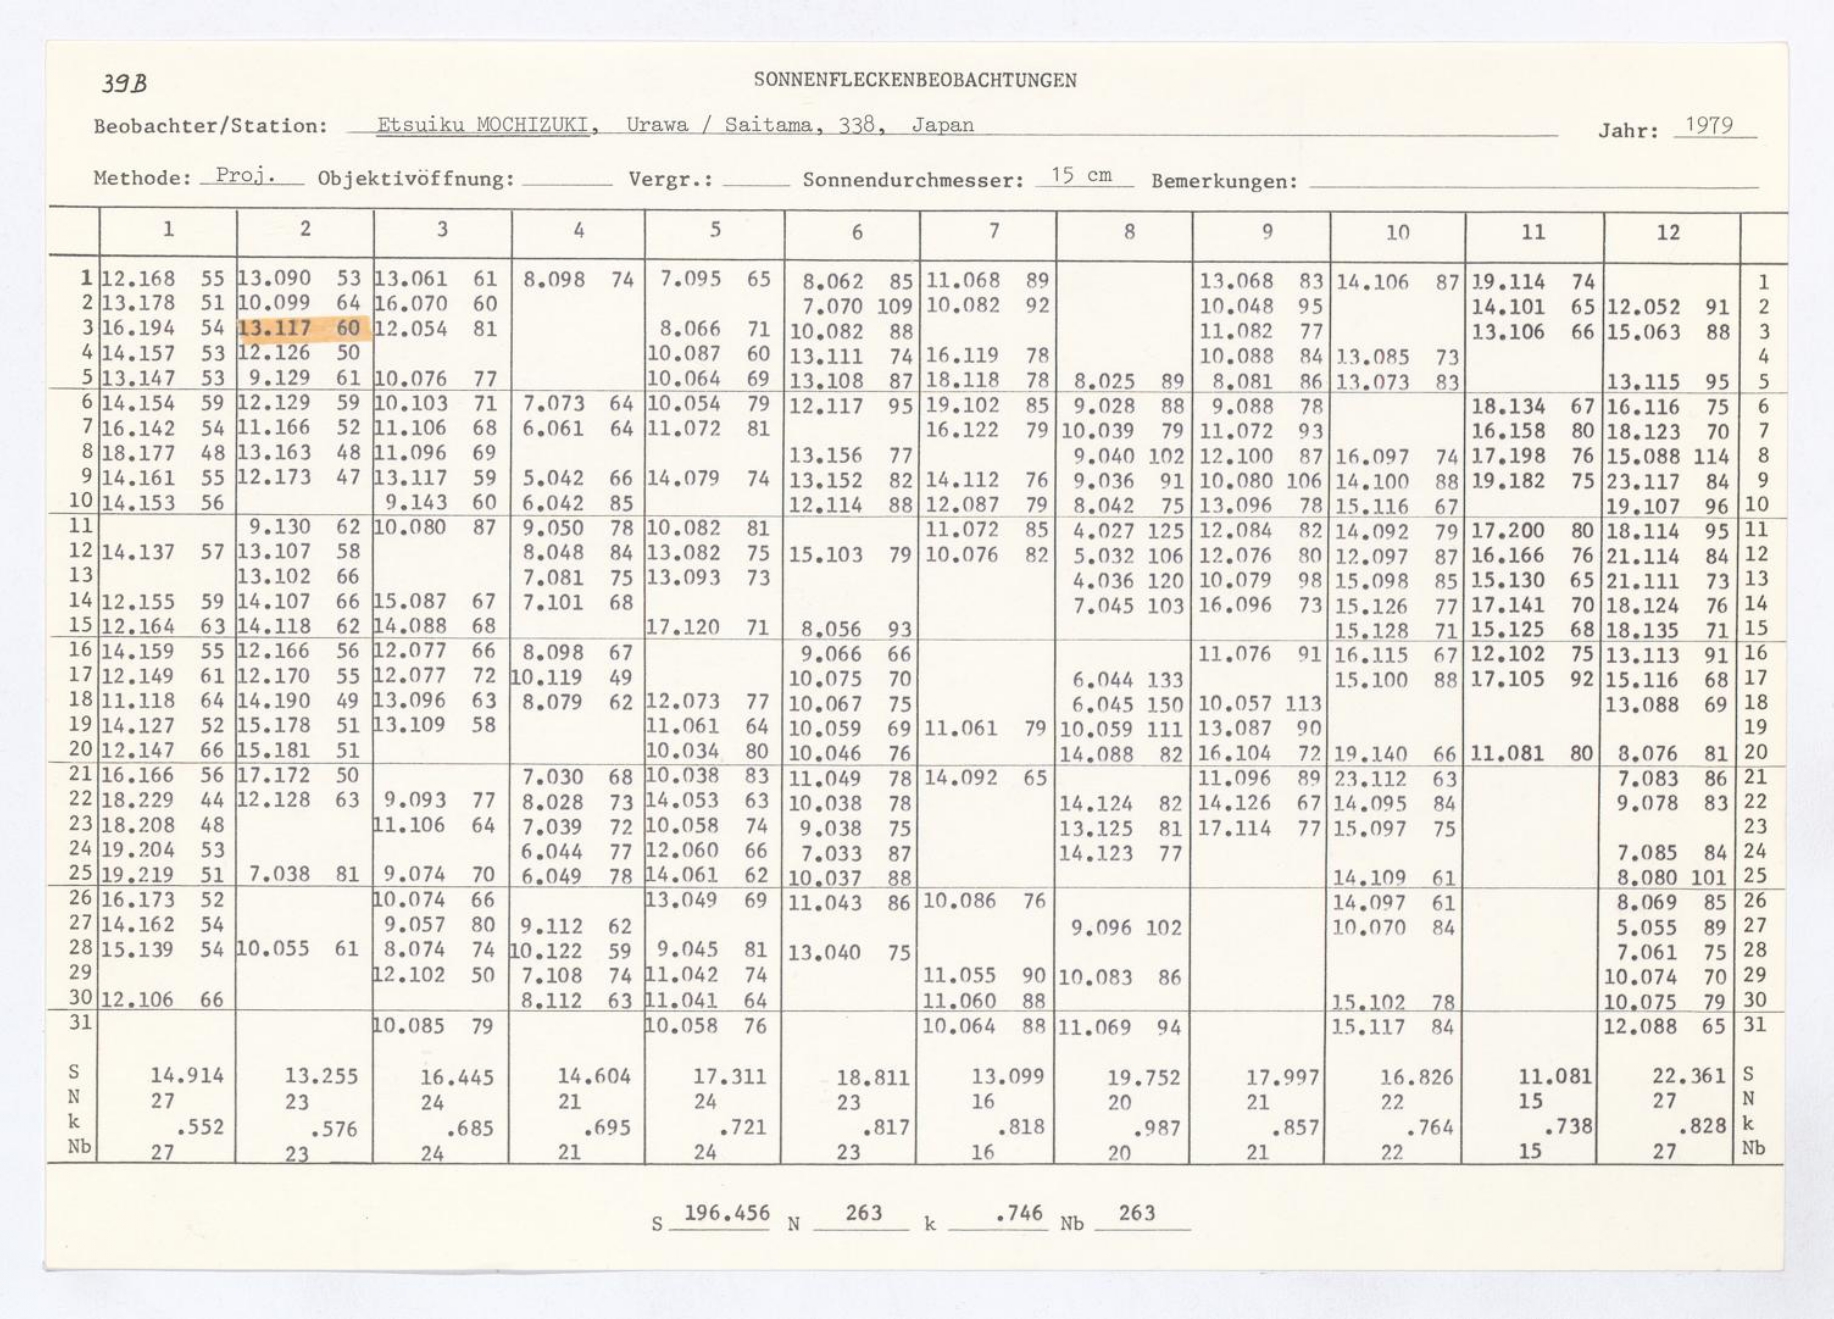 39B
SONNENFLECKENBEOBACHTUNGEN
Beobachter/Station: Etsuiku MOCHIZUKI, Urawa / Saitama, 338, Japan Jahr: 1979
Methode: Proj. Objektivöffnung: Vergr.: Sonnendurchmesser: 15 cm Bemerkungen:
1 2 3 4 5 6 7 8 9 10 11 12
1 12.168 55 13.090 53 13.061 61 8.098 74 7.095 65 8.062 85 11.068 89 13.068 83 14.106 87 19.114 74 1
2 13.178 51 10.099 64 16.070 60 7.070 109 10.082 92 10.048 95 14.101 65 12.052 91 2
3 16.194 54 13.117 60 12.054 81 8.066 71 10.082 88 11.082 77 13.106 66 15.063 88 3
4 14.157 53 12.126 50 10.087 60 13.111 74 16.119 78 10.088 84 13.085 73 4
5 13.147 53 9.129 61 10.076 77 10.064 69 13.108 87 18.118 78 8.025 89 8.081 86 13.073 83 13.115 95 5
6 14.154 59 12.129 59 10.103 71 7.073 64 10.054 79 12.117 95 19.102 85 9.028 88 9.088 78 18.134 67 16.116 75 6
7 16.142 54 11.166 52 11.106 68 6.061 64 11.072 81 16.122 79 10.039 79 11.072 93 16.158 80 18.123 70 7
8 18.177 48 13.163 48 11.096 69 13.156 77 9.040 102 12.100 87 16.097 74 17.198 76 15.088 114 8
9 14.161 55 12.173 47 13.117 59 5.042 66 14.079 74 13.152 82 14.112 76 9.036 91 10.080 106 14.100 88 19.182 75 23.117 84 9
10 14.153 56 9.143 60 6.042 85 12.114 88 12.087 79 8.042 75 13.096 78 15.116 67 19.107 96 10
11 9.130 62 10.080 87 9.050 78 10.082 81 11.072 85 4.027 125 12.084 82 14.092 79 17.200 80 18.114 95 11
12 14.137 57 13.107 58 8.048 84 13.082 75 15.103 79 10.076 82 5.032 106 12.076 80 12.097 87 16.166 76 21.114 84 12
13 13.102 66 7.081 75 13.093 73 4.036 120 10.079 98 15.098 85 15.130 65 21.111 73 13
14 12.155 59 14.107 66 15.087 67 7.101 68 7.045 103 16.096 73 15.126 77 17.141 70 18.124 76 14
15 12.164 63 14.118 62 14.088 68 17.120 71 8.056 93 15.128 71 15.125 68 18.135 71 15
16 14.159 55 12.166 56 12.077 66 8.098 67 9.066 66 11.076 91 16.115 67 12.102 75 13.113 91 16
17 12.149 61 12.170 55 12.077 72 10.119 49 10.075 70 6.044 133 15.100 88 17.105 92 15.116 68 17
18 11.118 64 14.190 49 13.096 63 8.079 62 12.073 77 10.067 75 6.045 150 10.057 113 13.088 69 18
19 14.127 52 15.178 51 13.109 58 11.061 64 10.059 69 11.061 79 10.059 111 13.087 90 19
20 12.147 66 15.181 51 10.034 80 10.046 76 14.088 82 16.104 72 19.140 66 11.081 80 8.076 81 20
21 16.166 56 17.172 50 7.030 68 10.038 83 11.049 78 14.092 65 11.096 89 23.112 63 7.083 86 21
22 18.229 44 12.128 63 9.093 77 8.028 73 14.053 63 10.038 78 14.124 82 14.126 67 14.095 84 9.078 83 22
23 18.208 48 11.106 64 7.039 72 10.058 74 9.038 75 13.125 81 17.114 77 15.097 75 23
24 19.204 53 6.044 77 12.060 66 7.033 87 14.123 77 7.085 84 24
25 19.219 51 7.038 81 9.074 70 6.049 78 14.061 62 10.037 88 14.109 61 8.080 101 25
26 16.173 52 10.074 66 13.049 69 11.043 86 10.086 76 14.097 61 8.069 85 26
27 14.162 54 9.057 80 9.112 62 9.096 102 10.070 84 5.055 89 27
28 15.139 54 10.055 61 8.074 74 10.122 59 9.045 81 13.040 75 7.061 75 28
29 12.102 50 7.108 74 11.042 74 11.055 90 10.083 86 10.074 70 29
30 12.106 66 8.112 63 11.041 64 11.060 88 15.102 78 10.075 79 30
31 10.085 79 10.058 76 10.064 88 11.069 94 15.117 84 12.088 65 31
S 14.914 13.255 16.445 14.604 17.311 18.811 13.099 19.752 17.997 16.826 11.081 22.361 S
N 27 23 24 21 24 23 16 20 21 22 15 27 N
k .552 .576 .685 .695 .721 .817 .818 .987 .857 .764 .738 .828 k
Nb 27 23 24 21 24 23 16 20 21 22 15 27 Nb
S 196.456 N 263 k .746 Nb 263